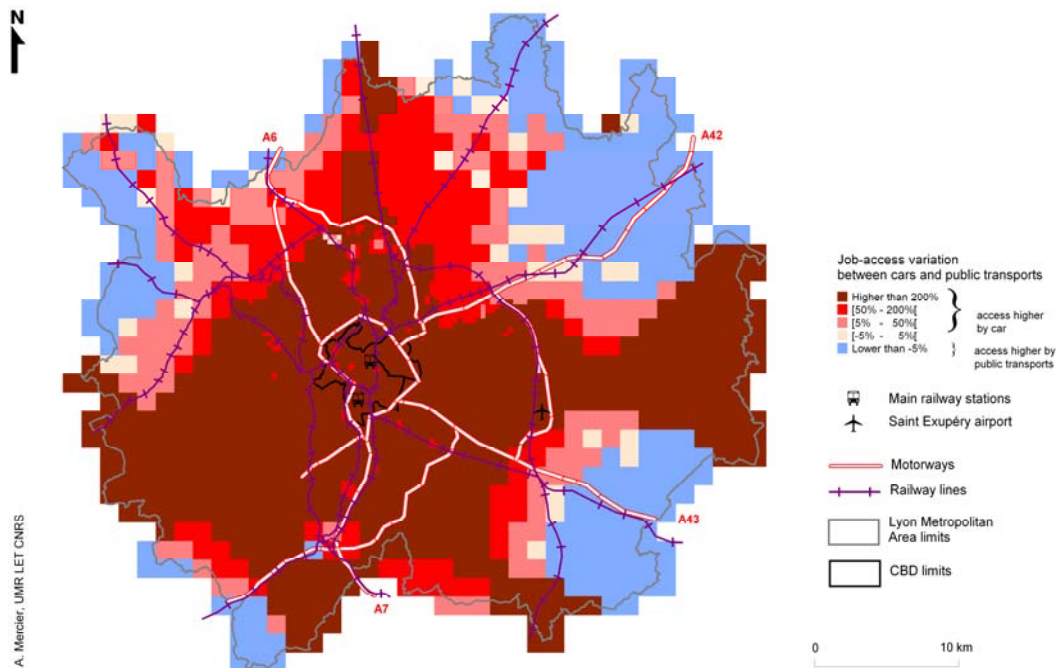 N
A6
A42
A43
A7
Job-access variation
between cars and public transports
Higher than 200%
[50% - 200%[
[5% - 50%[
[-5% - 5%[
Lower than -5%
access higher
by car
access higher by
public transports
Main railway stations
Saint Exupéry airport
Motorways
Railway lines
Lyon Metropolitan
Area limits
CBD limits
0 10 km
A. Mercier, UMR LET CNRS